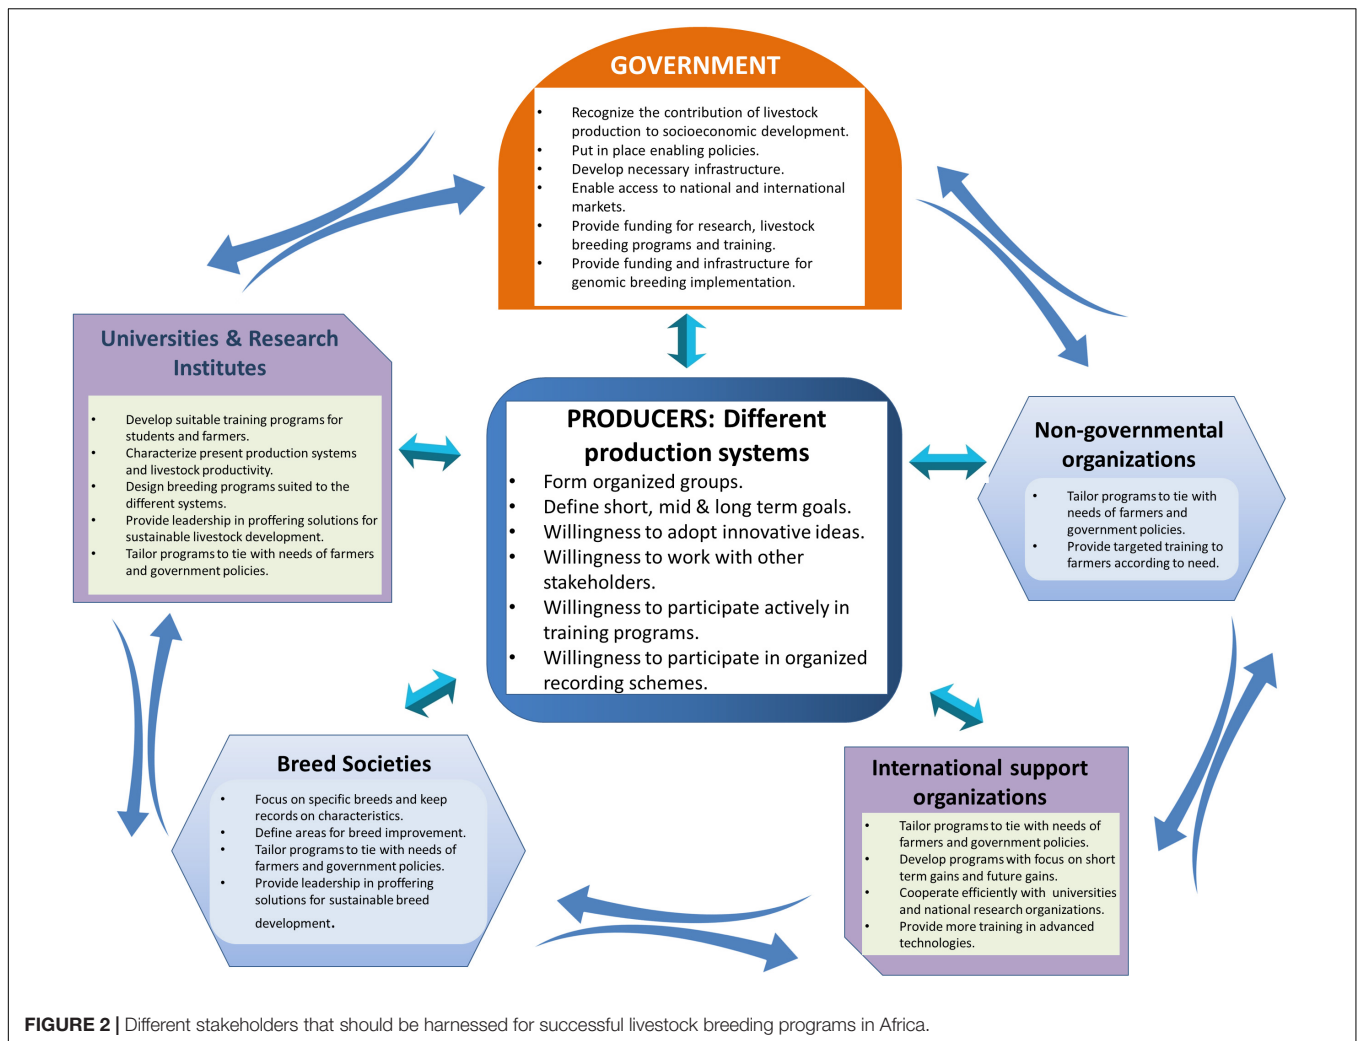 GOVERNMENT
• Recognize the contribution of livestock
production to socioeconomic development.
• Put in place enabling policies.
• Develop necessary infrastructure.
• Enable access to national and international
markets.
• Provide funding for research, livestock
breeding programs and training.
• Provide funding and infrastructure for
genomic breeding implementation.
Universities & Research
Institutes
• Develop suitable training programs for
students and farmers.
• Characterize present production systems
and livestock productivity.
• Design breeding programs suited to the
different systems.
• Provide leadership in proffering solutions for
sustainable livestock development.
• Tailor programs to tie with needs of farmers
and government policies.
PRODUCERS: Different
production systems
• Form organized groups.
• Define short, mid & long term goals.
• Willingness to adopt innovative ideas.
• Willingness to work with other
stakeholders.
• Willingness to participate actively in
training programs.
• Willingness to participate in organized
recording schemes.
Non-governmental
organizations
• Tailor programs to tie with
needs of farmers and
government policies.
• Provide targeted training to
farmers according to need.
Breed Societies
• Focus on specific breeds and keep
records on characteristics.
• Define areas for breed improvement.
• Tailor programs to tie with needs of
farmers and government policies.
• Provide leadership in proffering
solutions for sustainable breed
development.
International support
organizations
• Tailor programs to tie with needs of
farmers and government policies.
• Develop programs with focus on short
term gains and future gains.
• Cooperate efficiently with universities
and national research organizations.
• Provide more training in advanced
technologies.
FIGURE 2 | Different stakeholders that should be harnessed for successful livestock breeding programs in Africa.